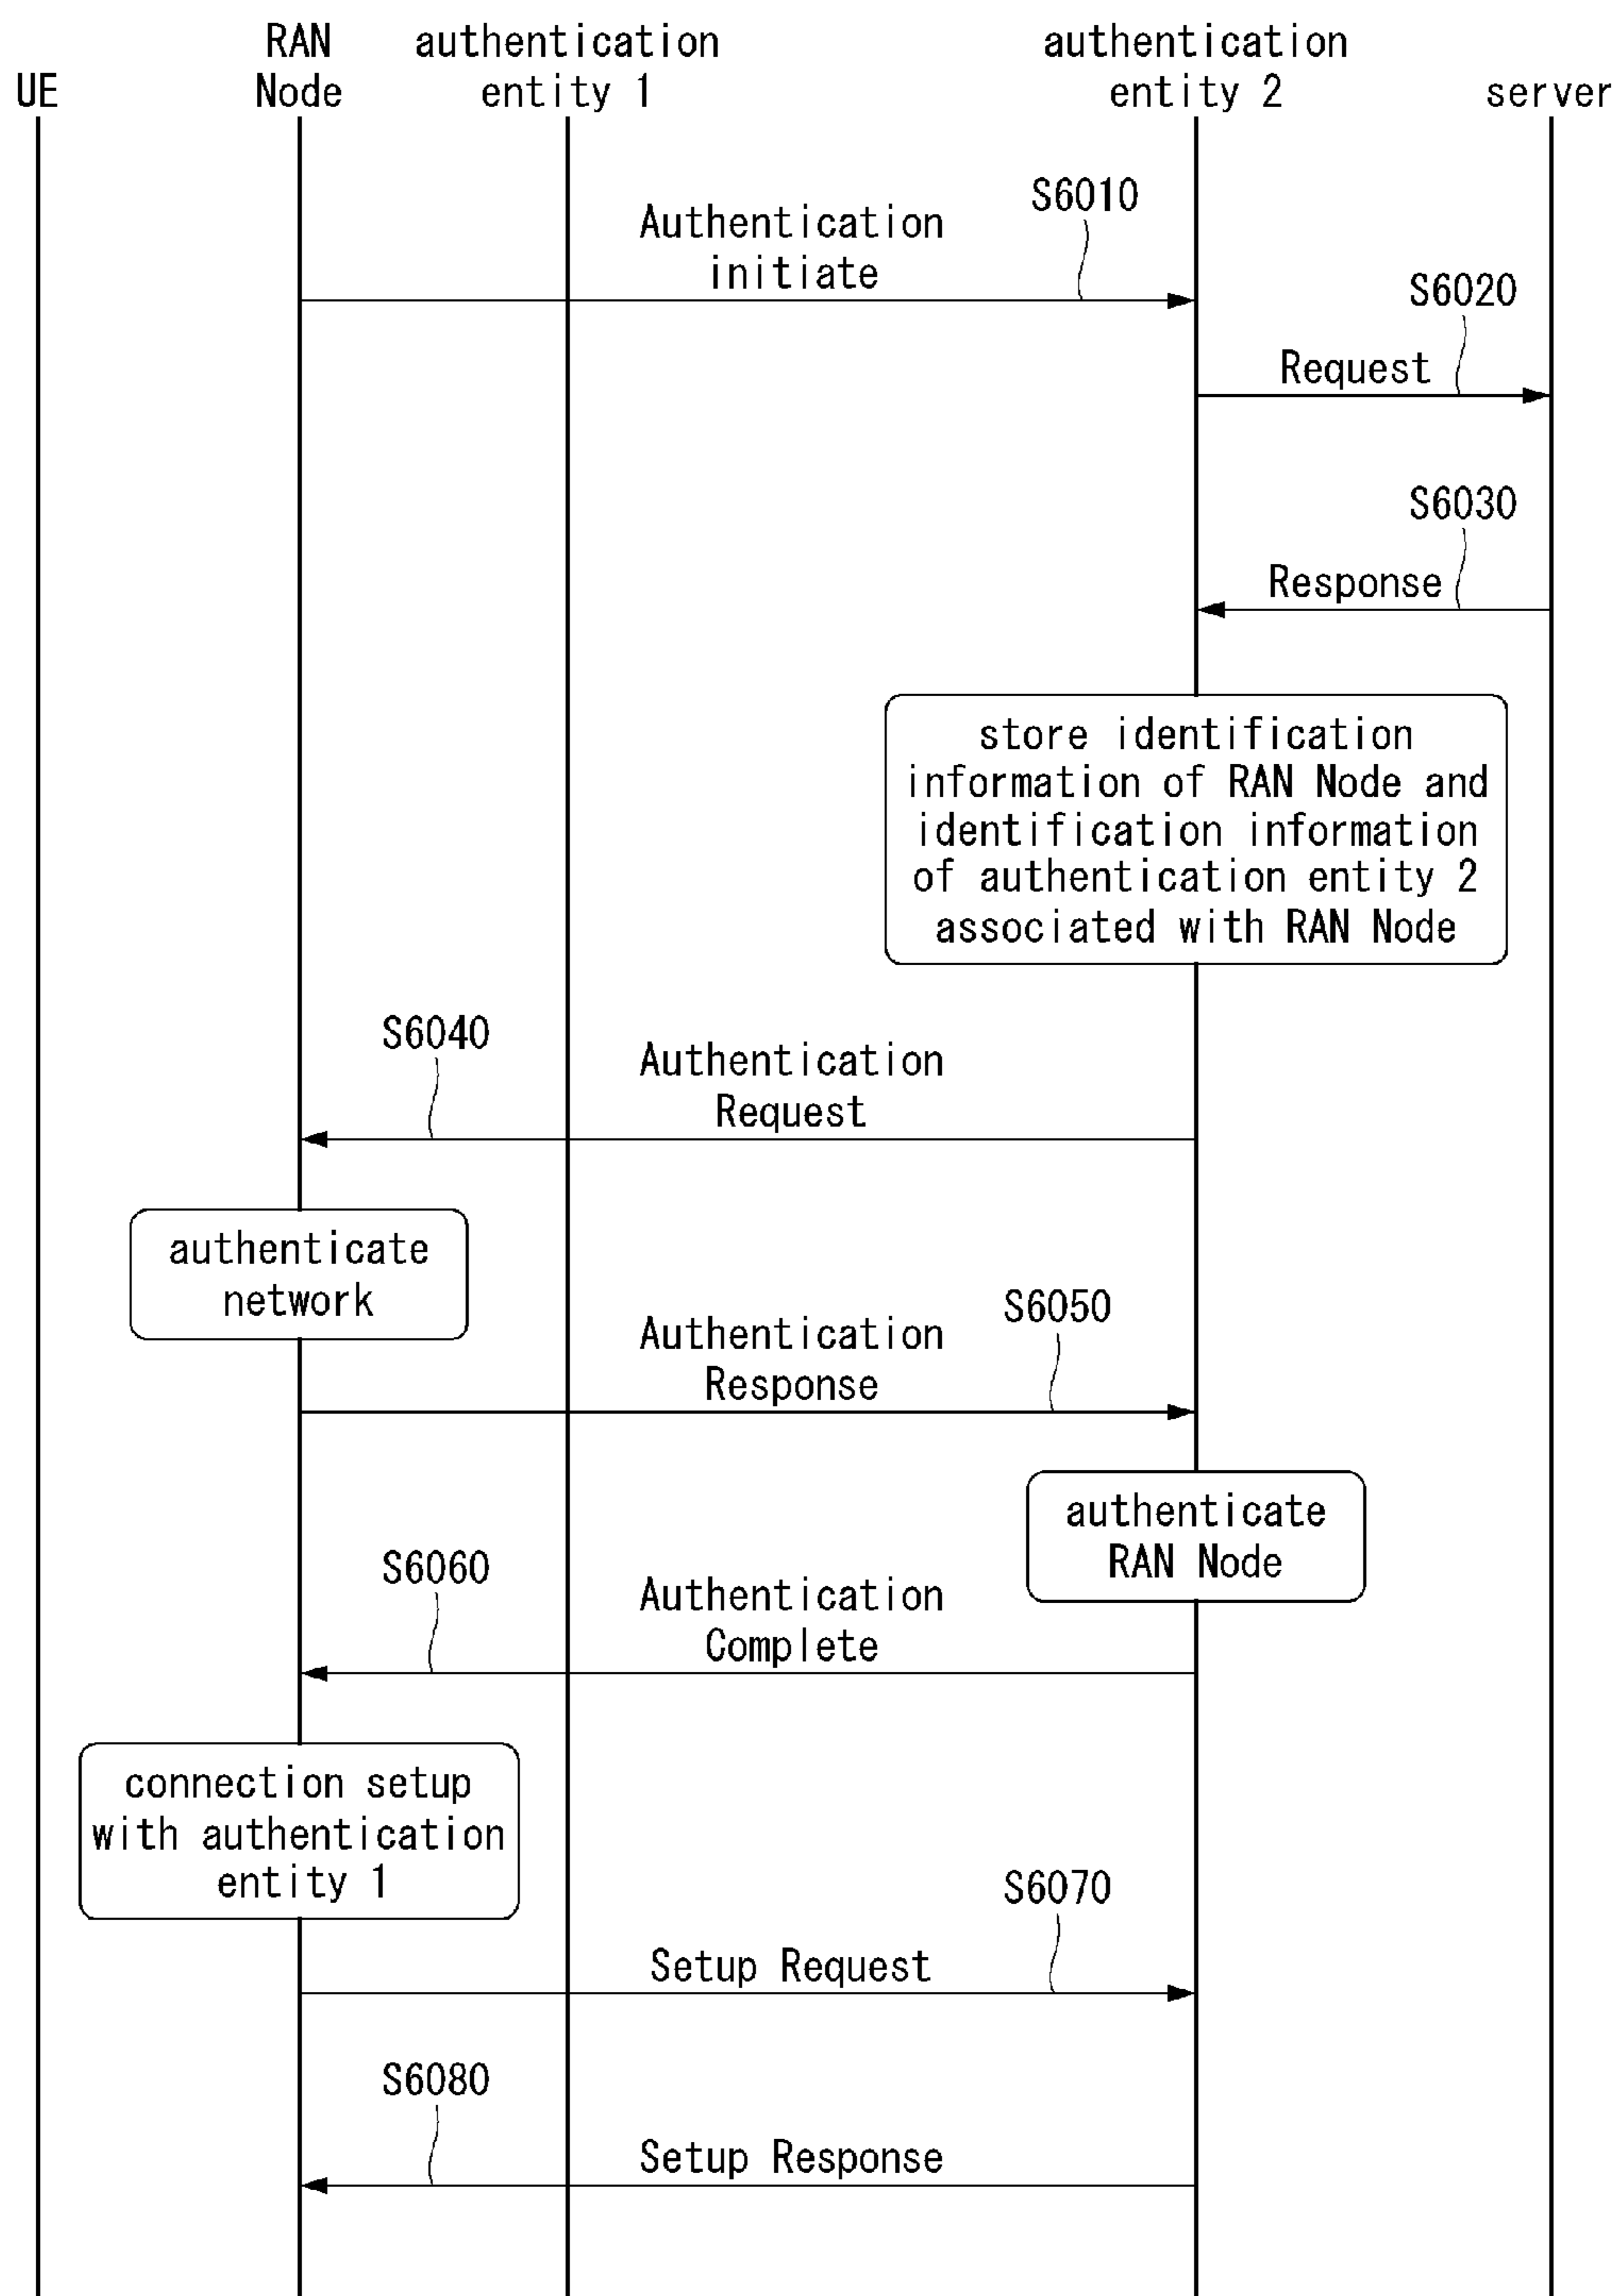 UE
RAN
Node
authentication
entity 1
authentication
entity 2
server
S6010
Authentication
initiate
S6020
Request
S6030
Response
store identification
information of RAN Node and
identification information
of authentication entity 2
associated with RAN Node
S6040
Authentication
Request
authenticate
network
S6050
Authentication
Response
authenticate
RAN Node
S6060
Authentication
Complete
connection setup
with authentication
entity 1
S6070
Setup Request
S6080
Setup Response